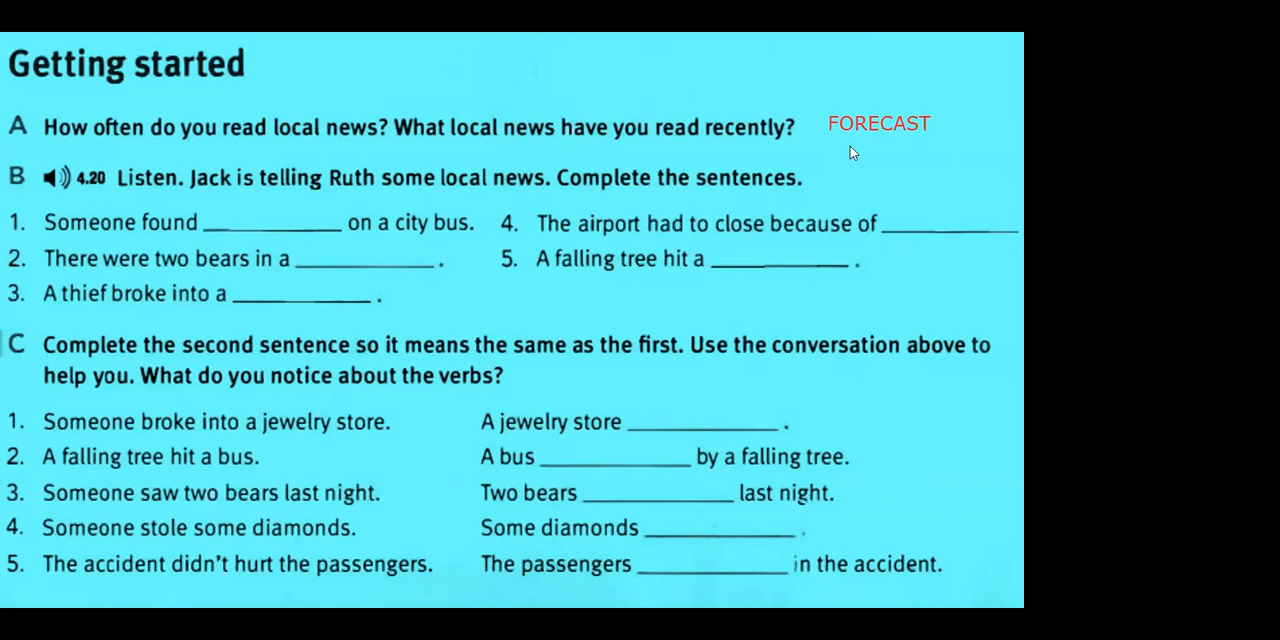 Getting started
A How often do you read local news? What local news have you read recently? FORECAST
B 4.20 Listen. Jack is telling Ruth some local news. Complete the sentences.
1. Someone found ____________ on a city bus. 4. The airport had to close because of ____________
2. There were two bears in a ____________ . 5. A falling tree hit a ____________ .
3. A thief broke into a ____________ .
C Complete the second sentence so it means the same as the first. Use the conversation above to
help you. What do you notice about the verbs?
1. Someone broke into a jewelry store. A jewelry store ____________ .
2. A falling tree hit a bus. A bus ____________ by a falling tree.
3. Someone saw two bears last night. Two bears ____________ last night.
4. Someone stole some diamonds. Some diamonds ____________ .
5. The accident didn't hurt the passengers. The passengers ____________ in the accident.